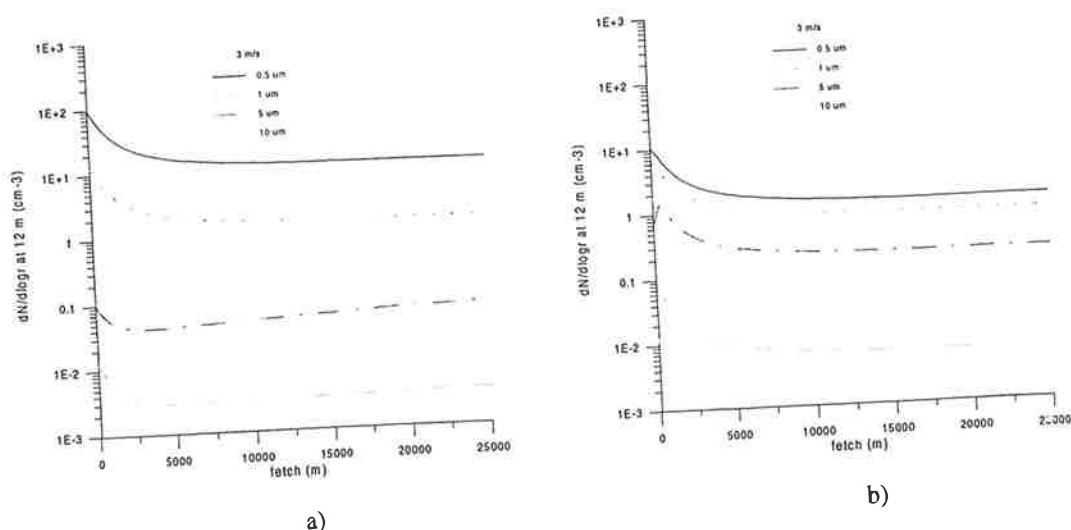 1E+3
1E+2
1E+1
1
0.1
1E-2
1E-3
dN/dlogr at 12 m (cm-3)
3 m/s
0.5 um
1 um
5 um
10 um
0
5000
10000
15000
20000
25000
fetch (m)
a)
1E+3
1E+2
1E+1
1
0.1
1E-2
1E-3
dN/dlogr at 12 m (cm-3)
3 m/s
0.5 um
1 um
5 um
10 um
0
5000
10000
15000
20000
fetch (m)
b)